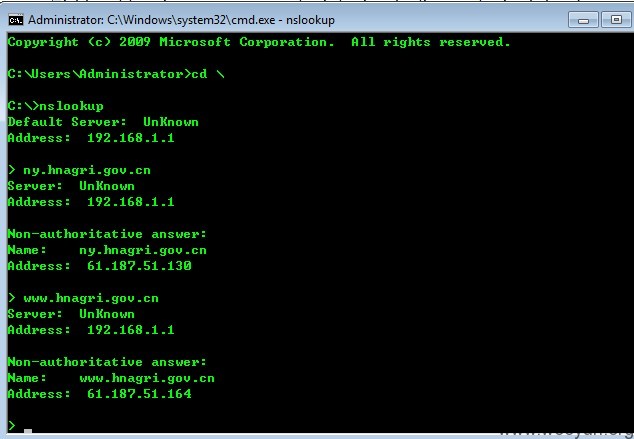 Administrator: C:\Windows\system32\cmd.exe - nslookup
Copyright (c) 2009 Microsoft Corporation.  All rights reserved.
C:\Users\Administrator>cd \
C:\>nslookup
Default Server:  UnKnown
Address:  192.168.1.1
> ny.hnagri.gov.cn
Server:  UnKnown
Address:  192.168.1.1
Non-authoritative answer:
Name:    ny.hnagri.gov.cn
Address:  61.187.51.130
> www.hnagri.gov.cn
Server:  UnKnown
Address:  192.168.1.1
Non-authoritative answer:
Name:    www.hnagri.gov.cn
Address:  61.187.51.164
>